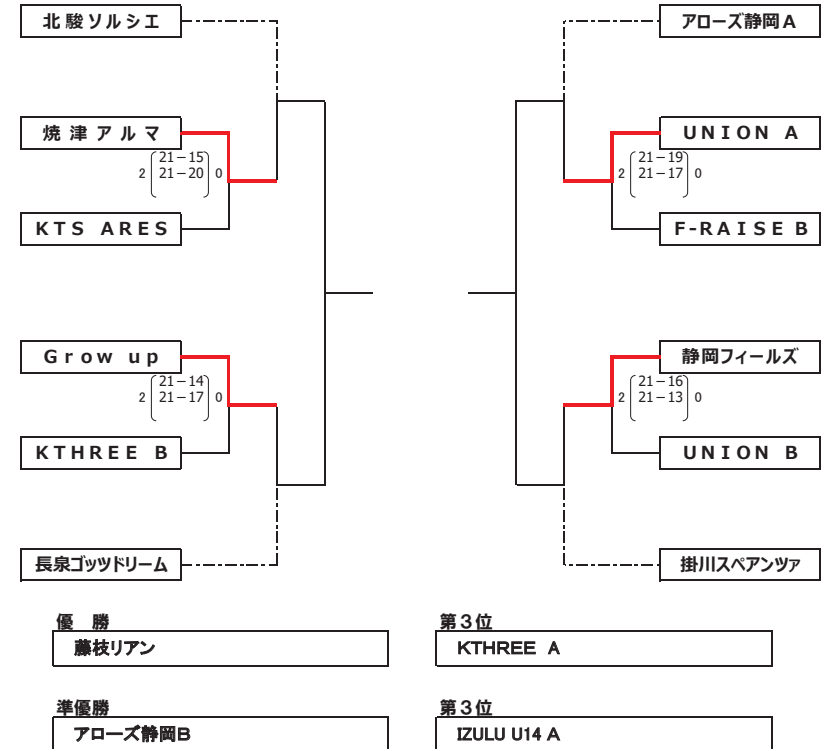 北駿ソルシエ
アローズ静岡A
焼津アルマ
UNION A
2 21－15 0
21－20
2 21－19 0
21－17
KTS ARES
F-RAISE B
Grow up
静岡フィールズ
2 21－14 0
21－17
2 21－16 0
21－13
KTHREE B
UNION B
長泉ゴッツドリーム
掛川スペアンツァ
優 勝
藤枝リアン
第３位
KTHREE A
準優勝
アローズ静岡B
第３位
IZULU U14 A